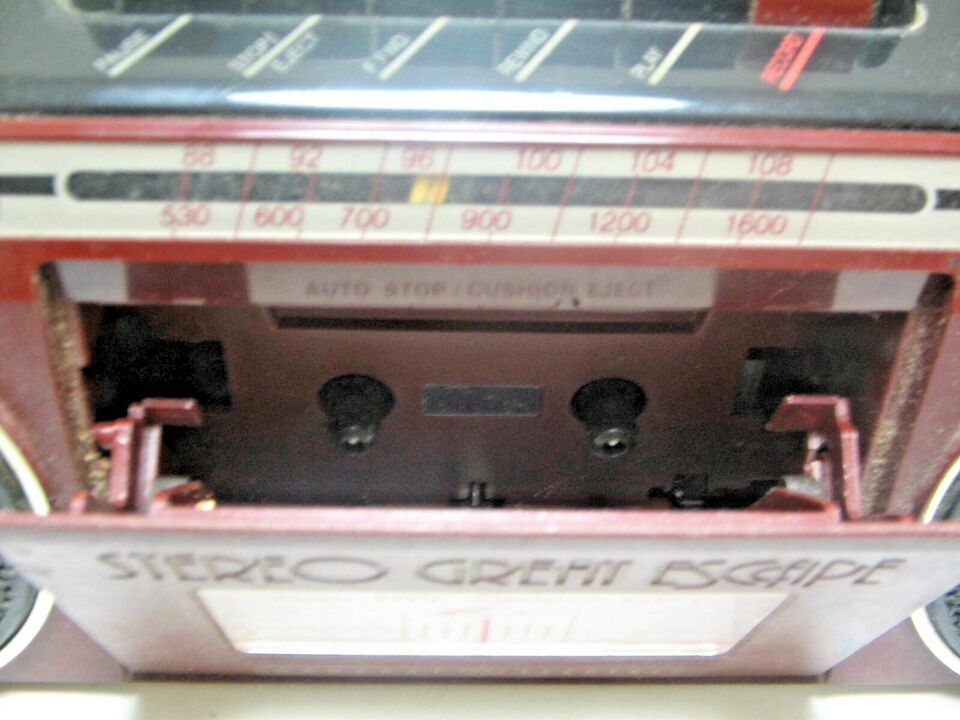 PAUSE STOP/ EJECT F.FWD REWIND PLAY RECORD
88 92 96 100 104 108
530 600 700 900 1200 1600
AUTO STOP / CUSHION EJECT
STEREO GREAT ESCAPE